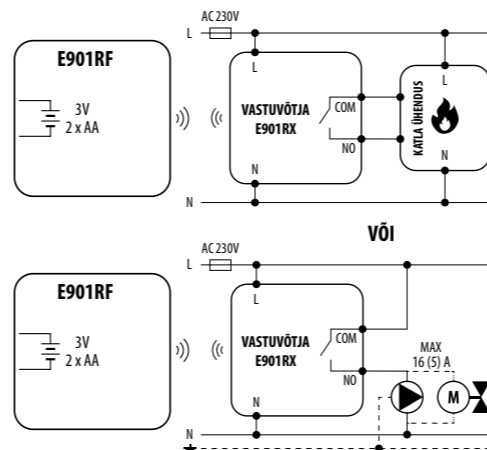 AC 230V
L
E901RF
3V
2 x AA
L
VASTUVÕTJA
E901RX
COM
NO
N
L
KATLA ÜHENDUS
N
N
VÕI
AC 230V
L
E901RF
3V
2 x AA
L
VASTUVÕTJA
E901RX
COM
NO
N
MAX
16 (5) A
M
N